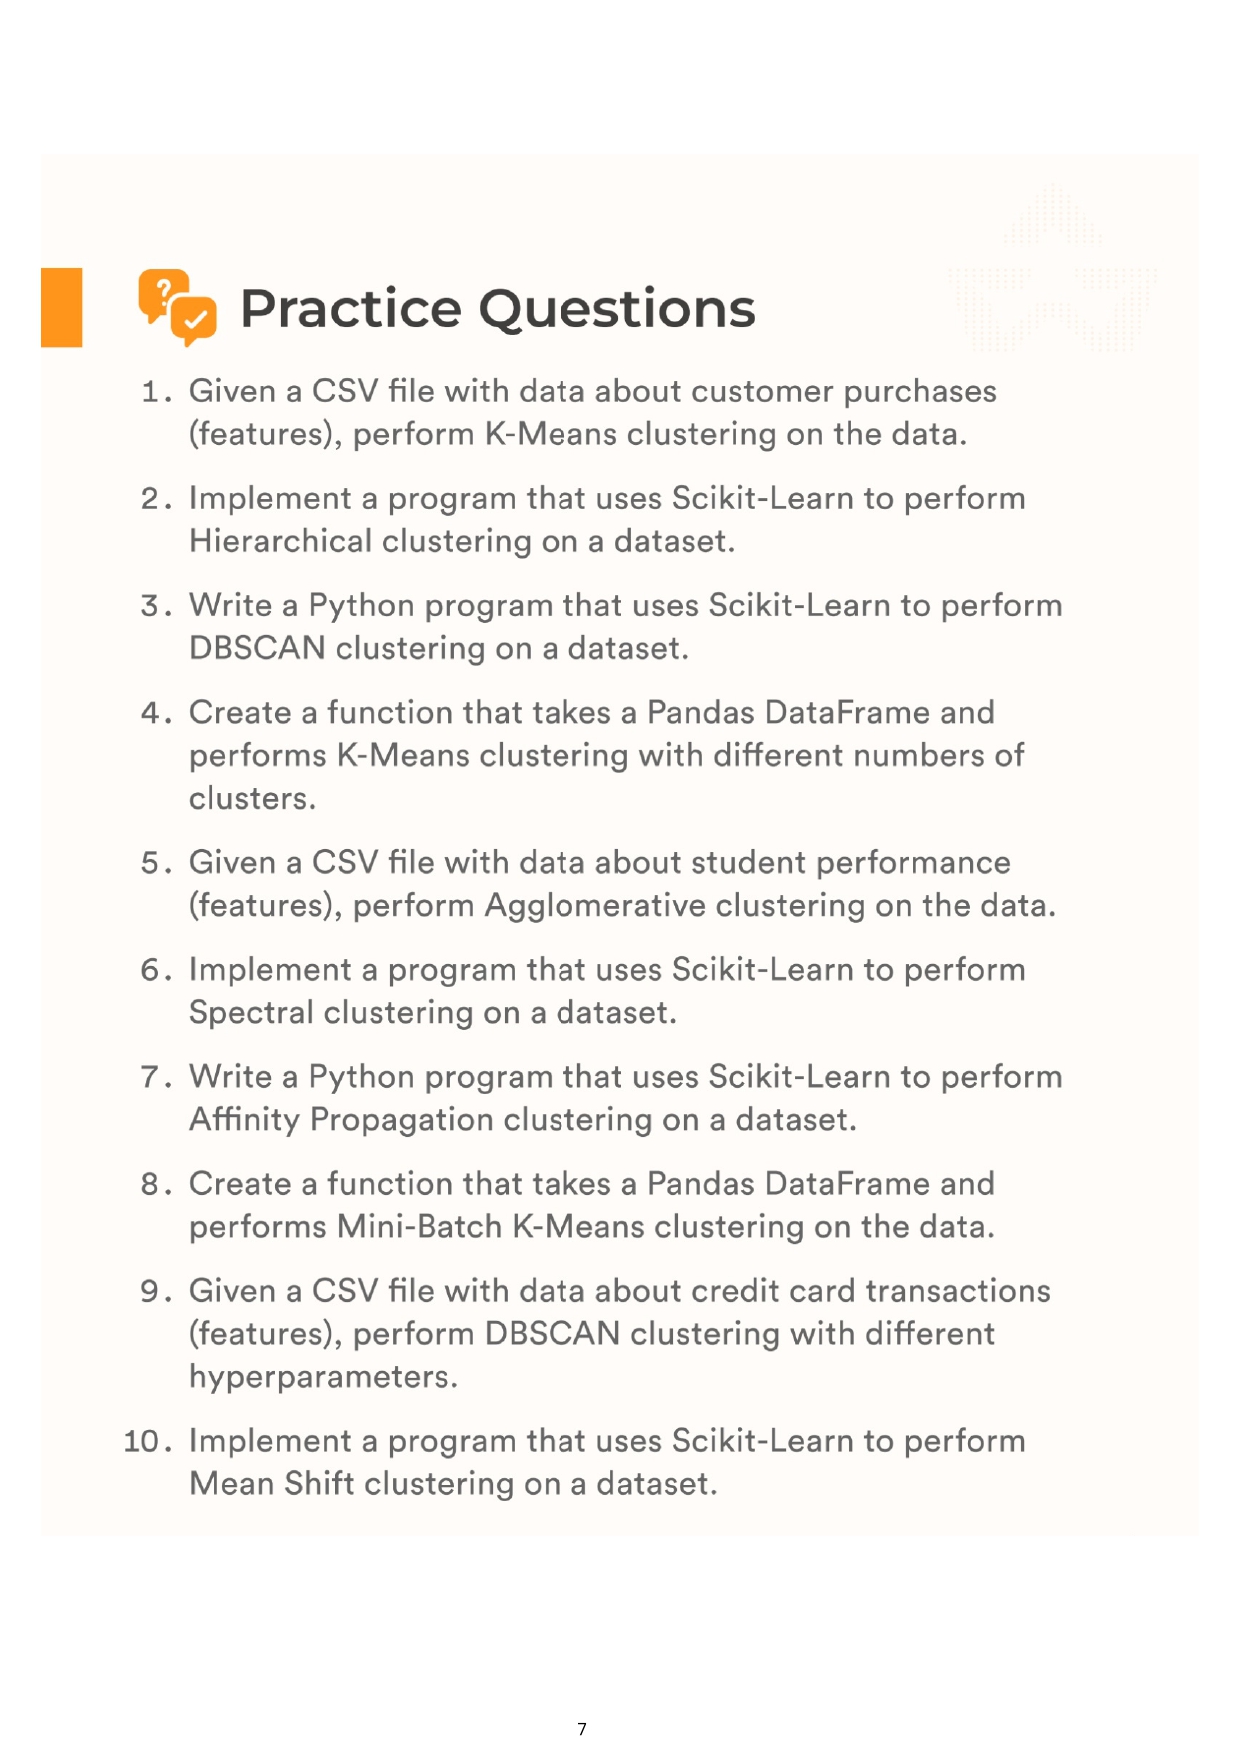 Practice Questions
1. Given a CSV file with data about customer purchases
(features), perform K-Means clustering on the data.
2. Implement a program that uses Scikit-Learn to perform
Hierarchical clustering on a dataset.
3. Write a Python program that uses Scikit-Learn to perform
DBSCAN clustering on a dataset.
4. Create a function that takes a Pandas DataFrame and
performs K-Means clustering with different numbers of
clusters.
5. Given a CSV file with data about student performance
(features), perform Agglomerative clustering on the data.
6. Implement a program that uses Scikit-Learn to perform
Spectral clustering on a dataset.
7. Write a Python program that uses Scikit-Learn to perform
Affinity Propagation clustering on a dataset.
8. Create a function that takes a Pandas DataFrame and
performs Mini-Batch K-Means clustering on the data.
9. Given a CSV file with data about credit card transactions
(features), perform DBSCAN clustering with different
hyperparameters.
10. Implement a program that uses Scikit-Learn to perform
Mean Shift clustering on a dataset.
7